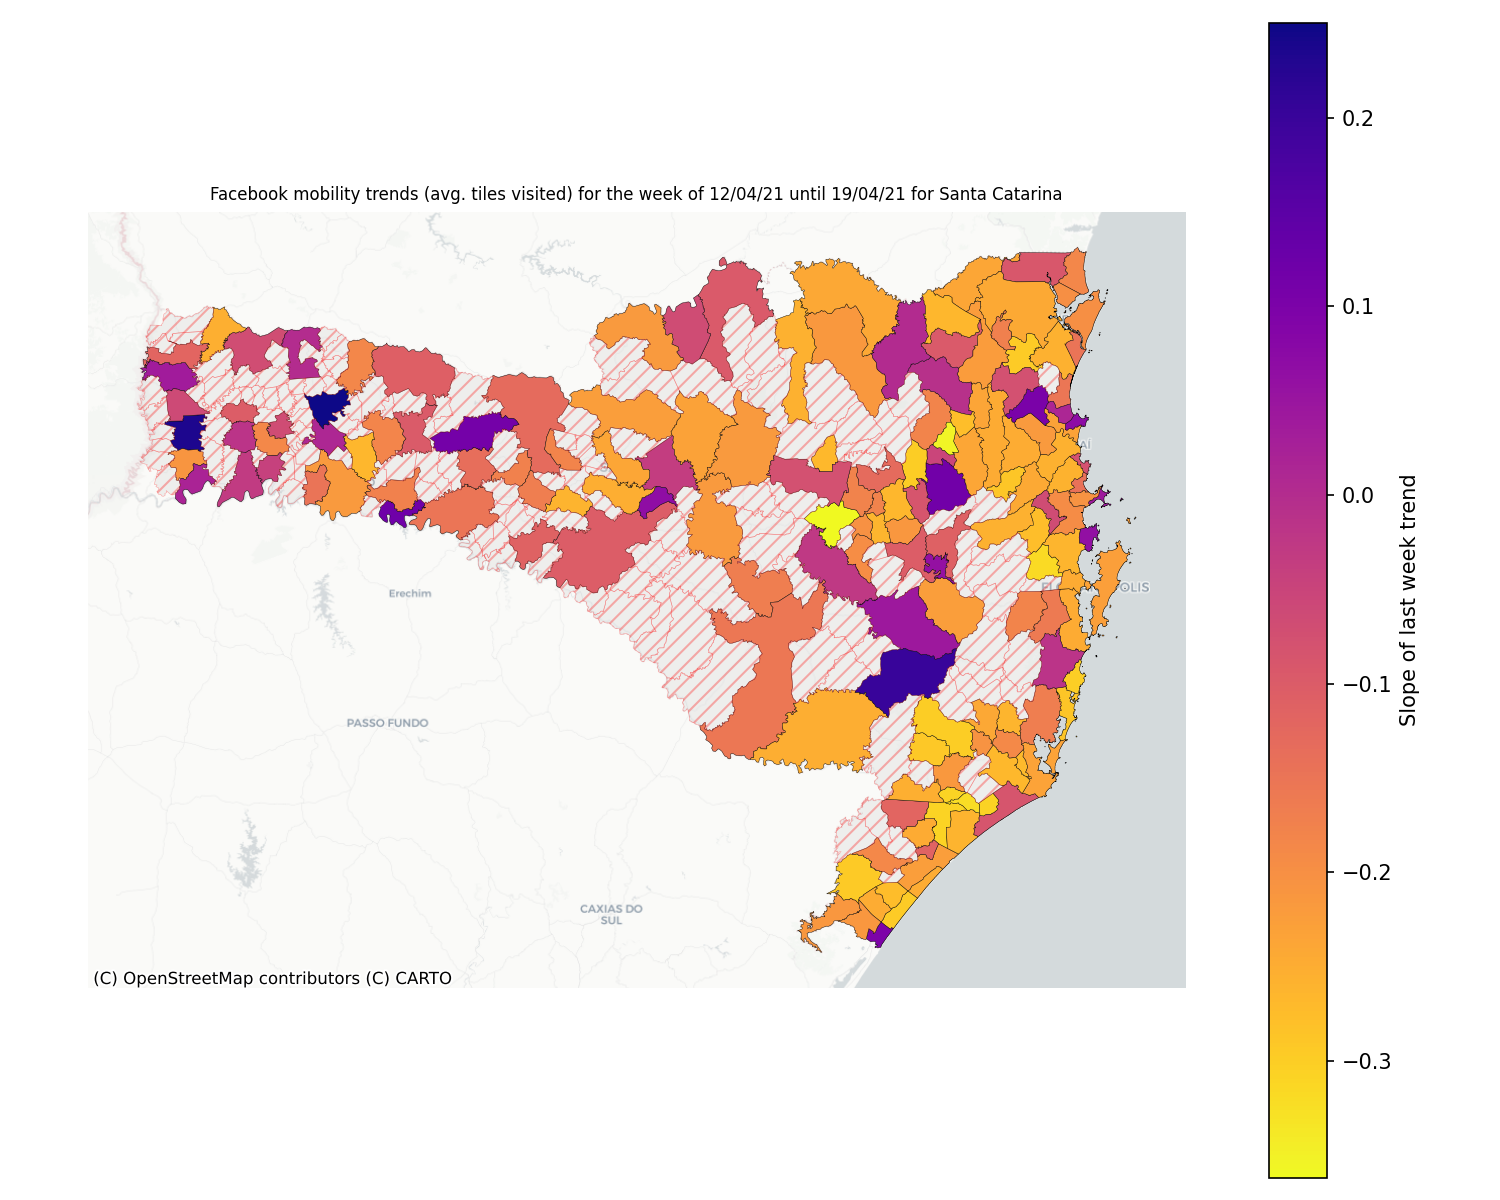 Facebook mobility trends (avg. tiles visited) for the week of 12/04/21 until 19/04/21 for Santa Catarina
0.2
0.1
0.0
−0.1
−0.2
−0.3
Slope of last week trend
Erechim
PASSO FUNDO
CAXIAS DO
SUL
OLIS
(C) OpenStreetMap contributors (C) CARTO